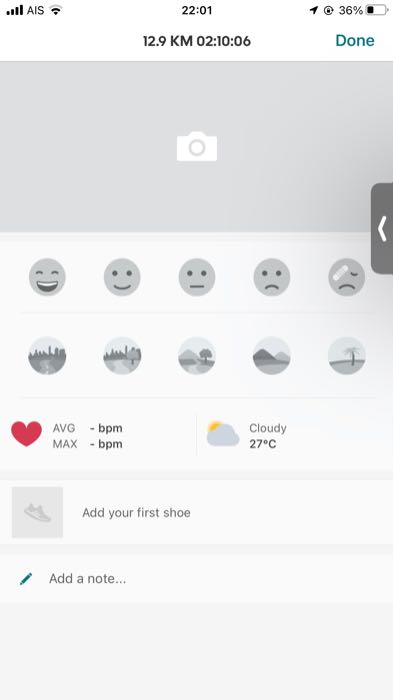 AIS 22:01 36%
12.9 KM 02:10:06 Done
AVG - bpm
MAX - bpm
Cloudy
27°C
Add your first shoe
Add a note...